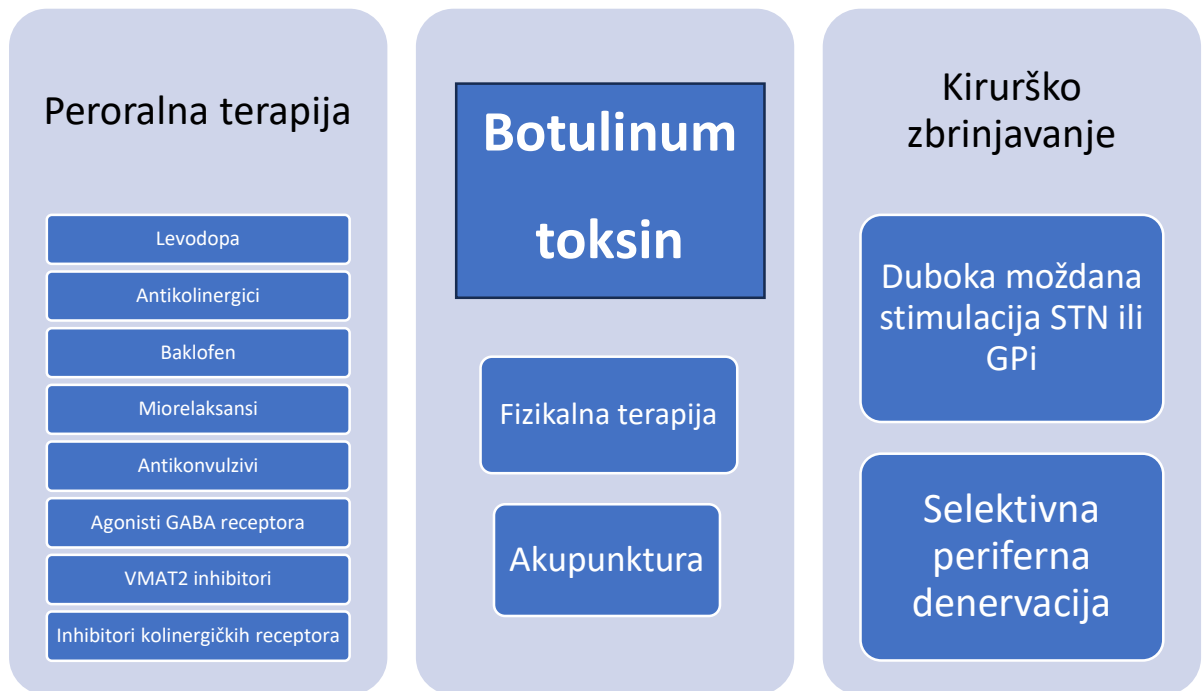 Peroralna terapija
Levodopa
Antikolinergici
Baklofen
Miorelaksansi
Antikonvulzivi
Agonisti GABA receptora
VMAT2 inhibitori
Inhibitori kolinergičkih receptora
Botulinum
toksin
Fizikalna terapija
Akupunktura
Kirurško
zbrinjavanje
Duboka moždana
stimulacija STN ili
GPi
Selektivna
periferna
denervacija